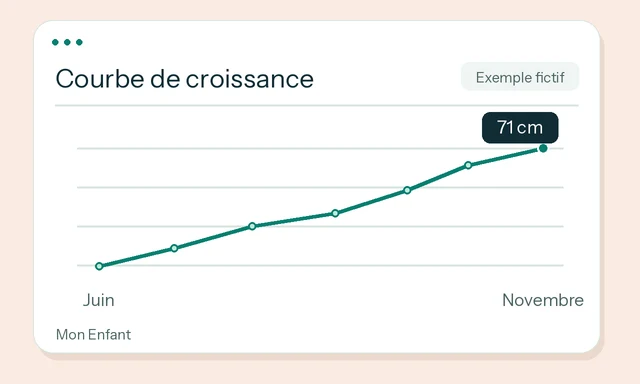 Courbe de croissance
Exemple fictif
71 cm
Juin
Novembre
Mon Enfant